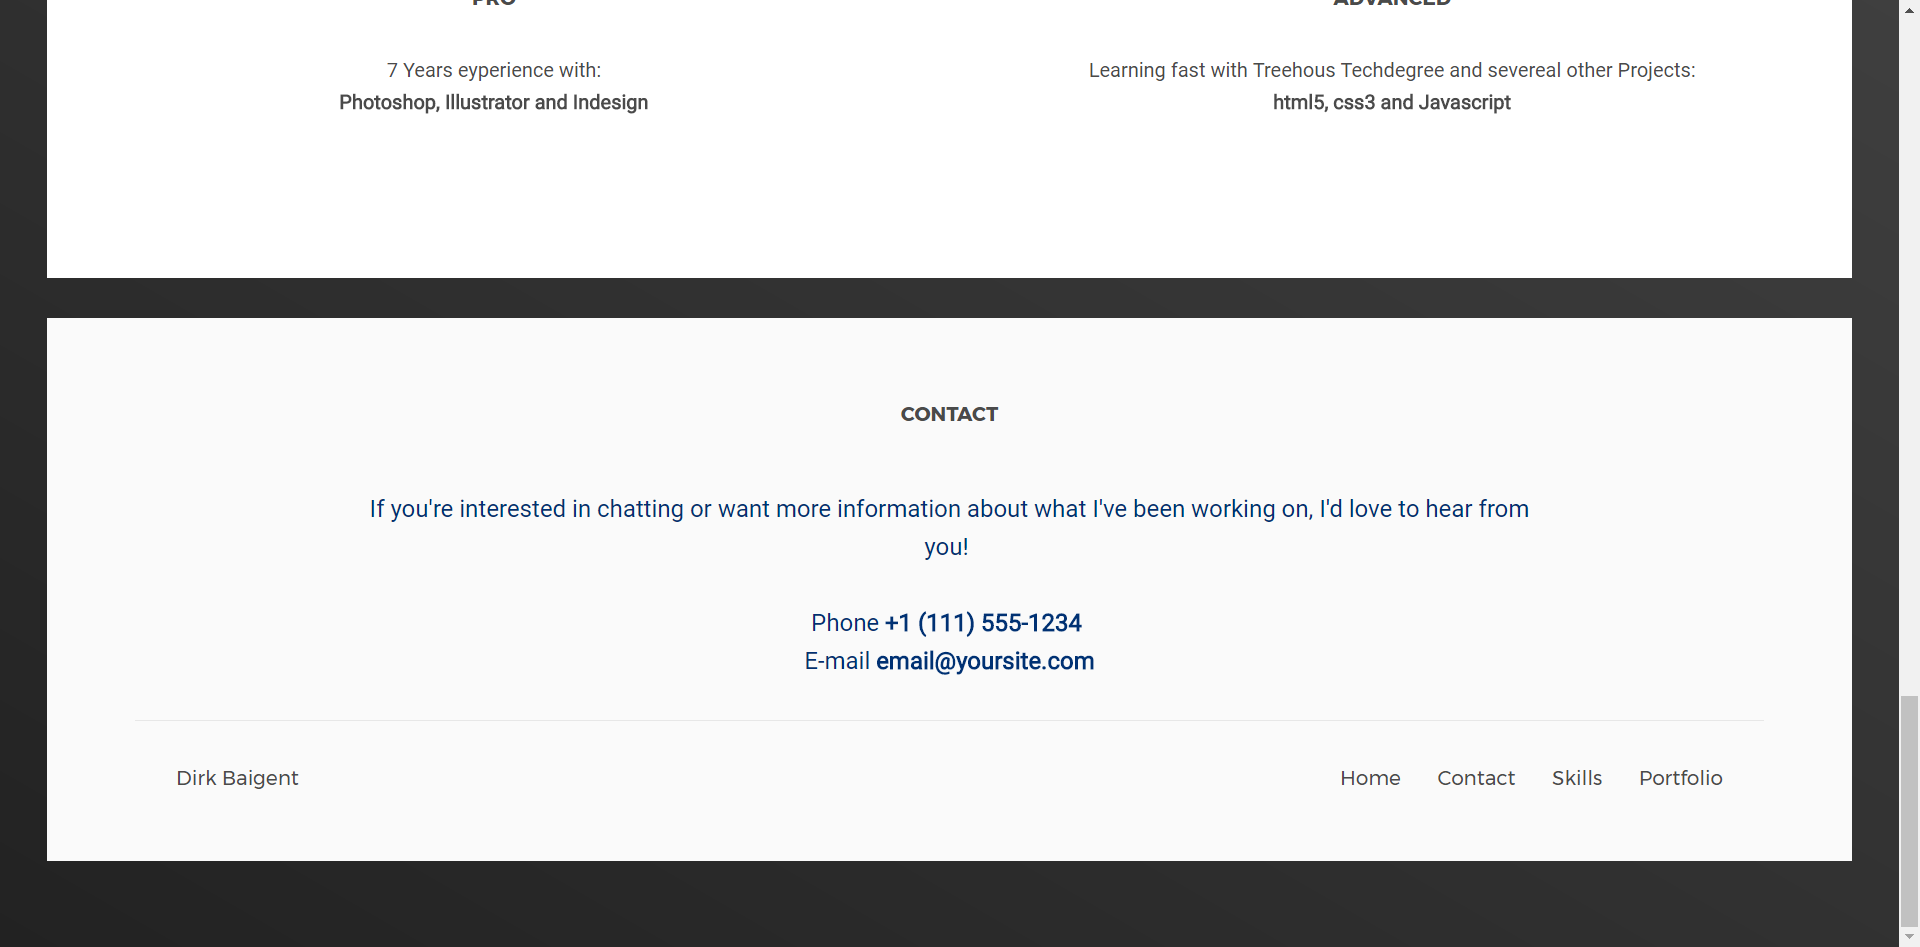 PRO
ADVANCED
7 Years eyperience with:
Photoshop, Illustrator and Indesign
Learning fast with Treehous Techdegree and severeal other Projects:
html5, css3 and Javascript
CONTACT
If you're interested in chatting or want more information about what I've been working on, I'd love to hear from
you!
Phone +1 (111) 555-1234
E-mail email@yoursite.com
Dirk Baigent
Home Contact Skills Portfolio